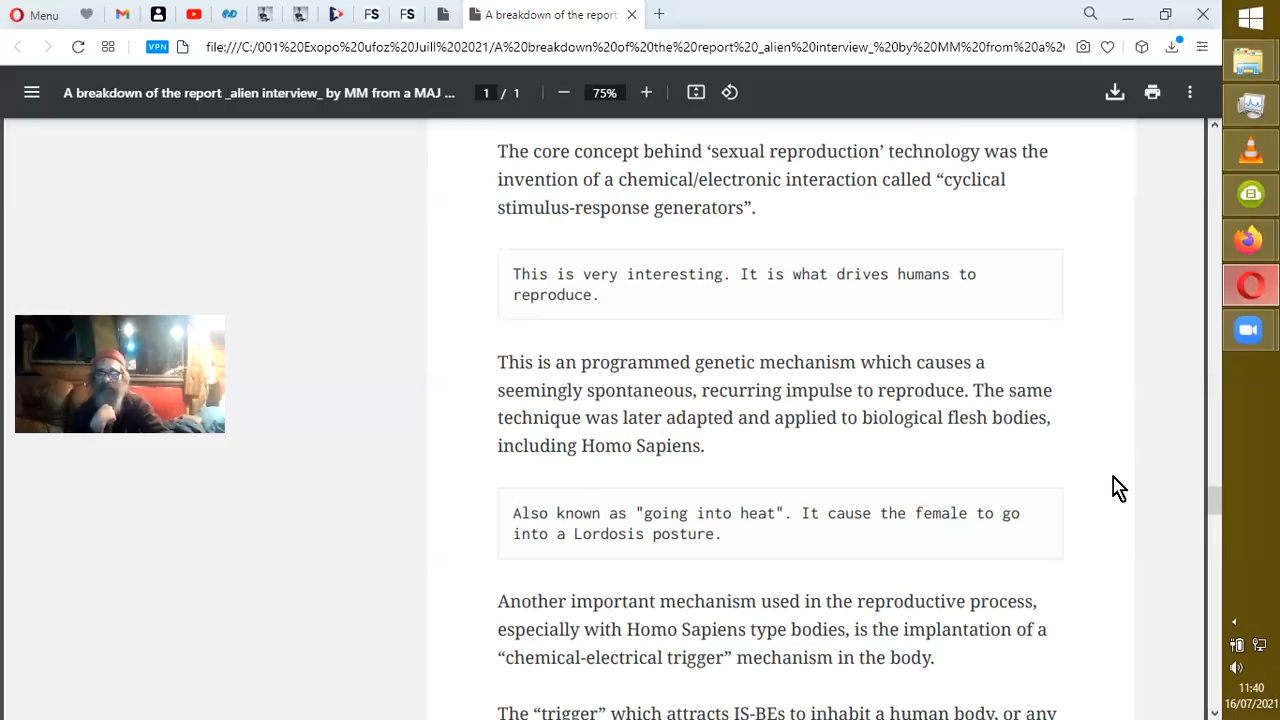 Menu
FS
FS
A breakdown of the report
VPN
file:///C:/001%20Exopo%20ufoz%20Juill%202021/A%20breakdown%20of%20the%20report%20_alien%20interview_%20by%20MM%20from%20a%2(
A breakdown of the report _alien interview_ by MM from a MAJ ...
1 / 1
75%
The core concept behind ‘sexual reproduction’ technology was the
invention of a chemical/electronic interaction called “cyclical
stimulus-response generators”.
This is very interesting. It is what drives humans to
reproduce.
This is an programmed genetic mechanism which causes a
seemingly spontaneous, recurring impulse to reproduce. The same
technique was later adapted and applied to biological flesh bodies,
including Homo Sapiens.
Also known as "going into heat". It cause the female to go
into a Lordosis posture.
Another important mechanism used in the reproductive process,
especially with Homo Sapiens type bodies, is the implantation of a
“chemical-electrical trigger” mechanism in the body.
The “trigger” which attracts IS-BEs to inhabit a human body, or any
11:40
16/07/2021